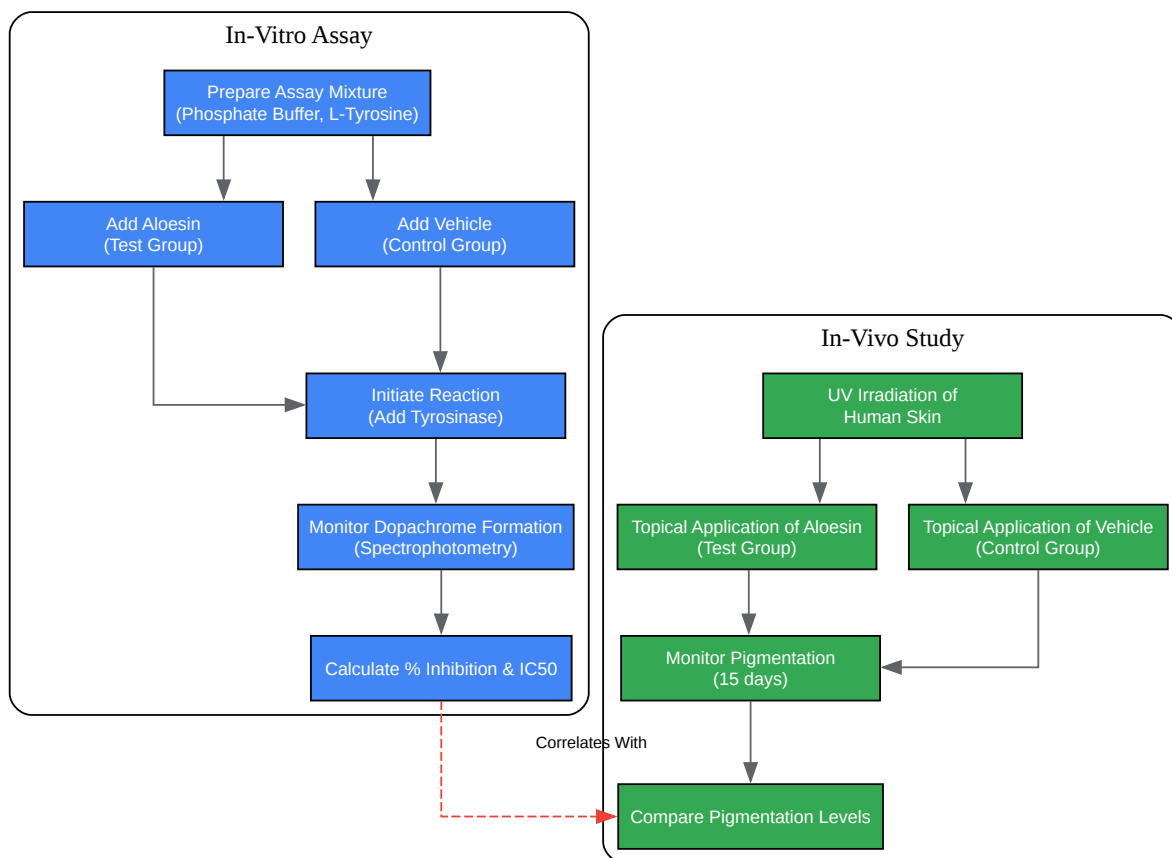 In-Vitro Assay
Prepare Assay Mixture
(Phosphate Buffer, L-Tyrosine)
Add Aloesin
(Test Group)
Add Vehicle
(Control Group)
Initiate Reaction
(Add Tyrosinase)
Monitor Dopachrome Formation
(Spectrophotometry)
Calculate % Inhibition & IC50
Correlates With
In-Vivo Study
UV Irradiation of
Human Skin
Topical Application of Aloesin
(Test Group)
Topical Application of Vehicle
(Control Group)
Monitor Pigmentation
(15 days)
Compare Pigmentation Levels